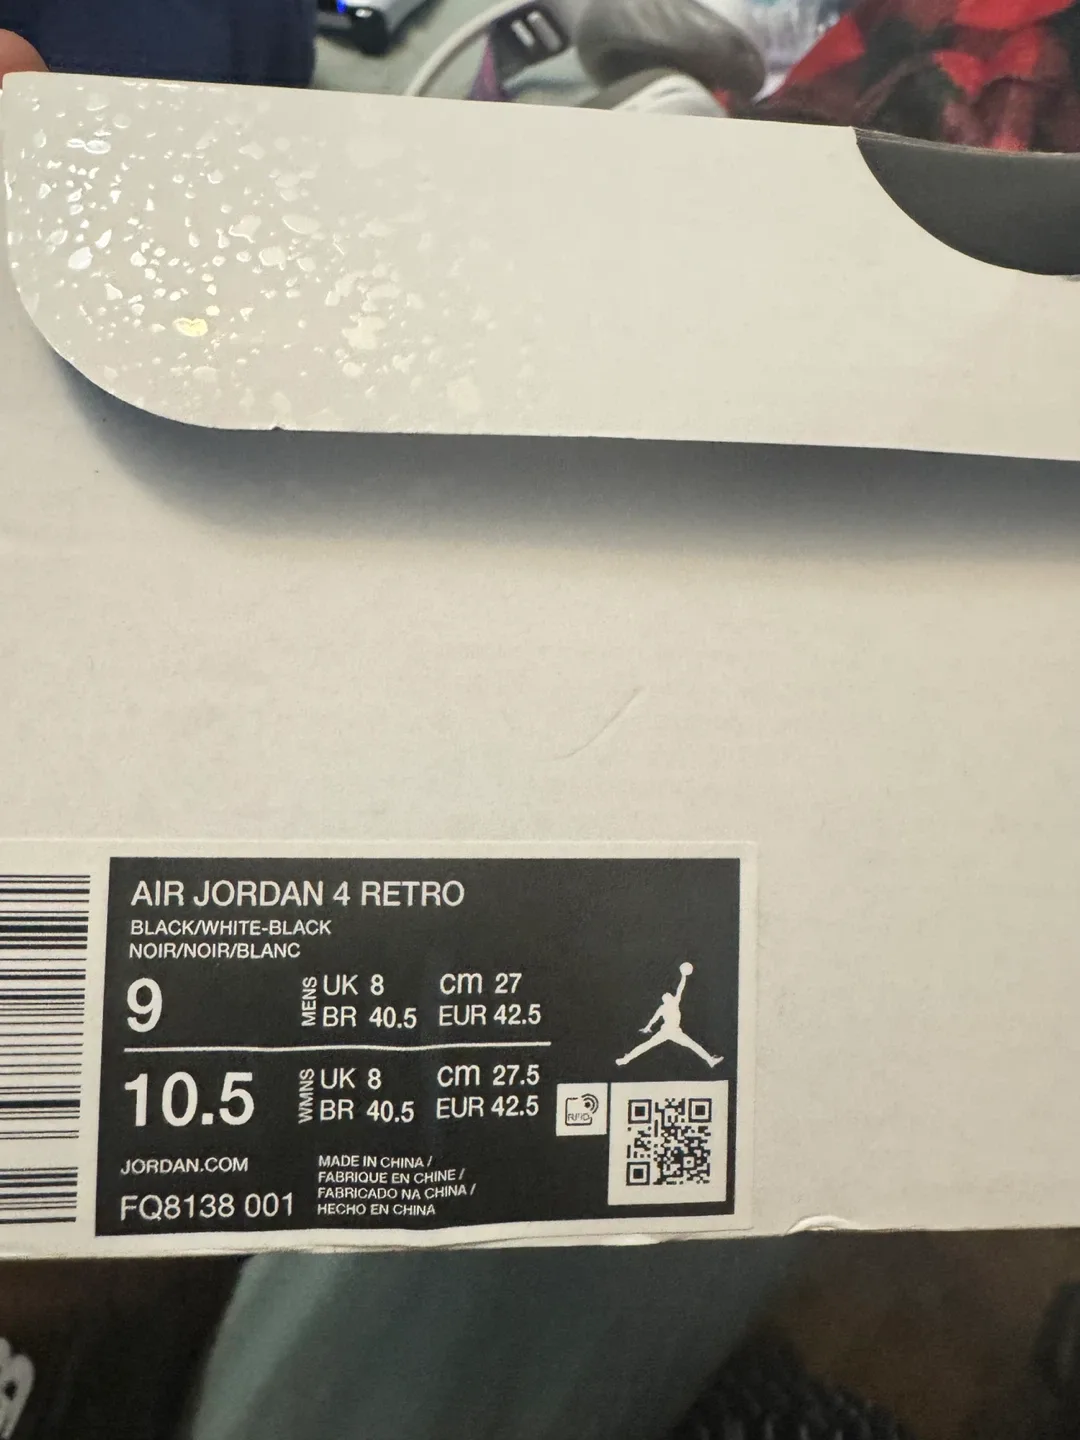 AIR JORDAN 4 RETRO
BLACK/WHITE-BLACK
NOIR/NOIR/BLANC
9 MENS UK 8 cm 27
BR 40.5 EUR 42.5
10.5 WMNS UK 8 cm 27.5
BR 40.5 EUR 42.5
RFID
JORDAN.COM
FQ8138 001
MADE IN CHINA /
FABRIQUE EN CHINE /
FABRICADO NA CHINA /
HECHO EN CHINA